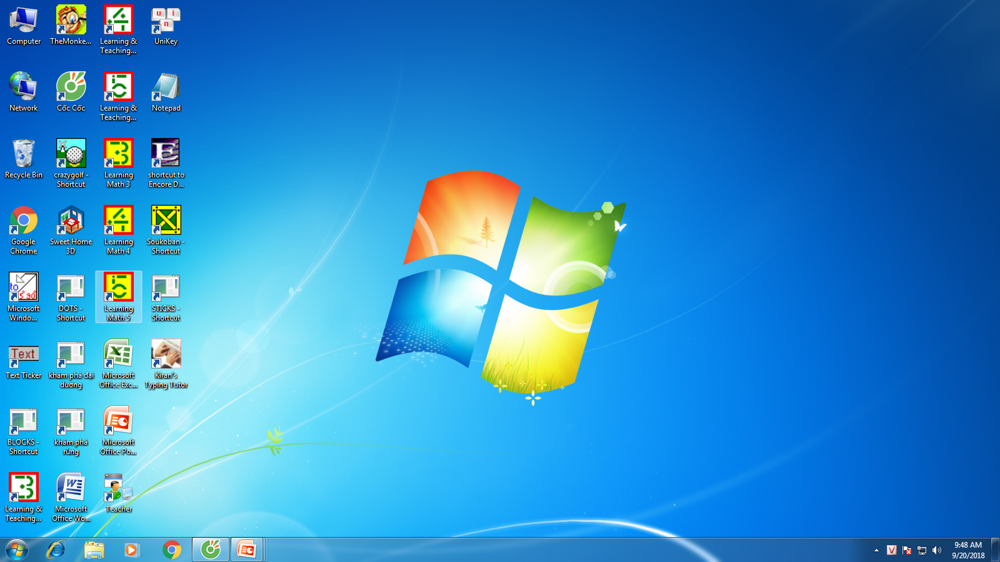 Computer
TheMonke...
Learning &
Teaching...
UniKey
Network
Cốc Cốc
Learning &
Teaching...
Notepad
Recycle Bin
crazygolf -
Shortcut
Learning
Math 3
shortcut to
Encore D...
Google
Chrome
Sweet Home
3D
Learning
Math 4
Soukoban -
Shortcut
Microsoft
Windo...
DOTS -
Shortcut
Learning
Math 5
STICKS -
Shortcut
Text
Text Ticker
khám phá đại
dương
Microsoft
Office Exc...
Kiran's
Typing Tutor
BLOCKS -
Shortcut
khám phá
rừng
Microsoft
Office Po...
Learning &
Teaching...
Microsoft
Office Wo...
Teacher
9:48 AM
9/20/2018